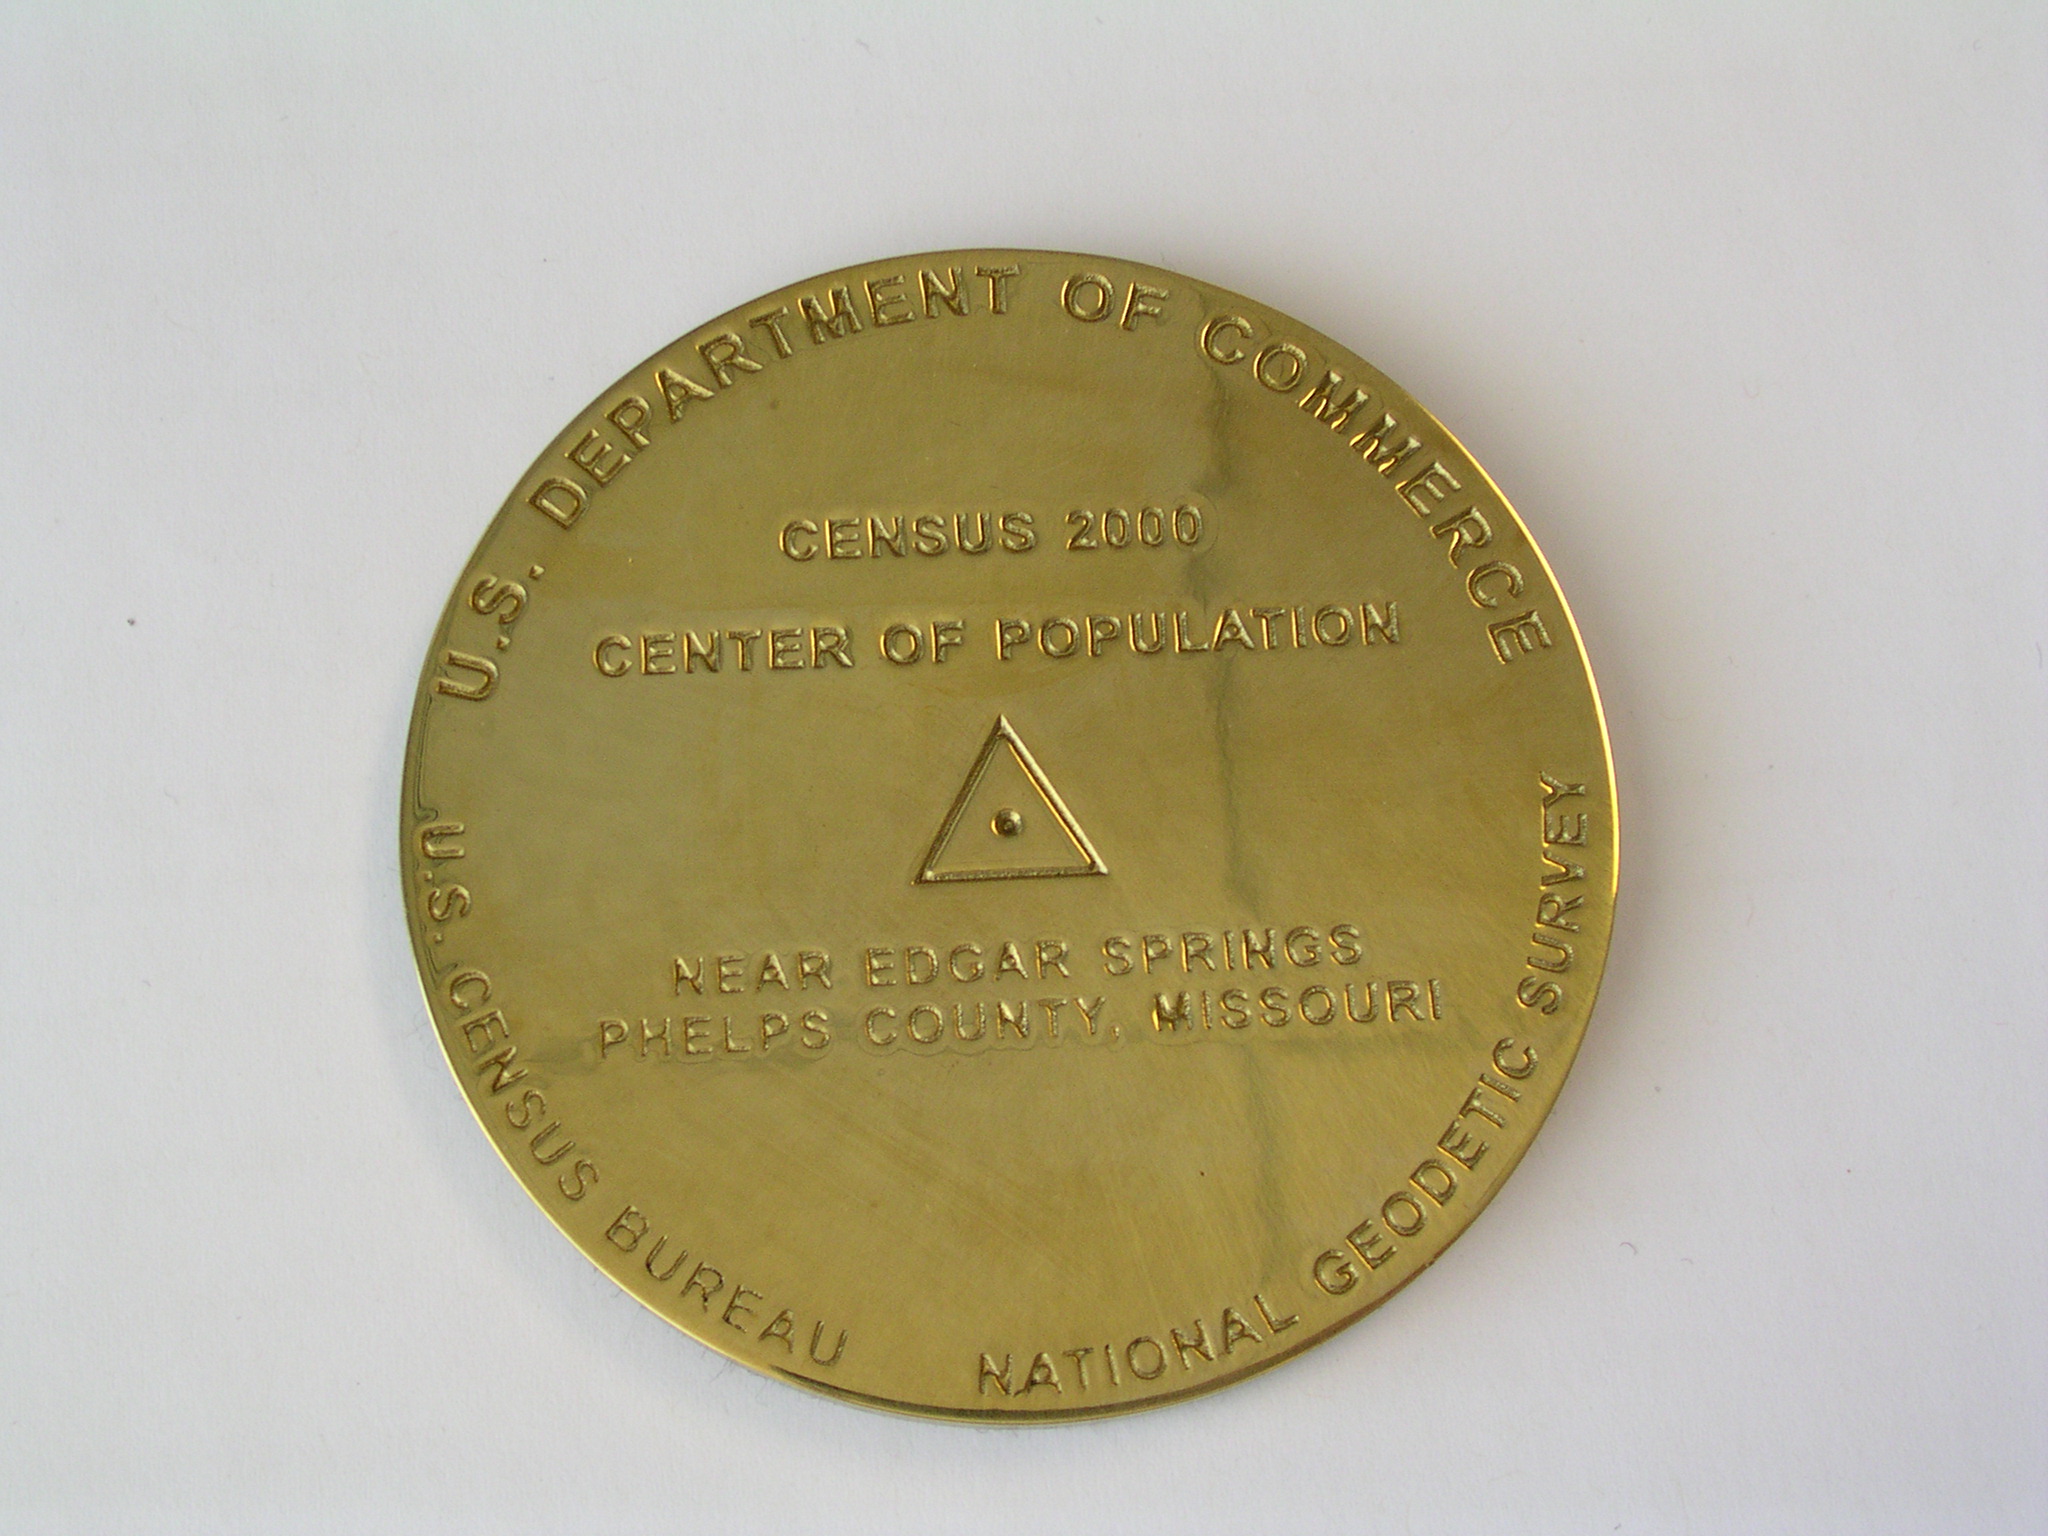 U.S. DEPARTMENT OF COMMERCE
CENSUS 2000
CENTER OF POPULATION
NEAR EDGAR SPRINGS
PHELPS COUNTY, MISSOURI
U.S. CENSUS BUREAU
NATIONAL GEODETIC SURVEY